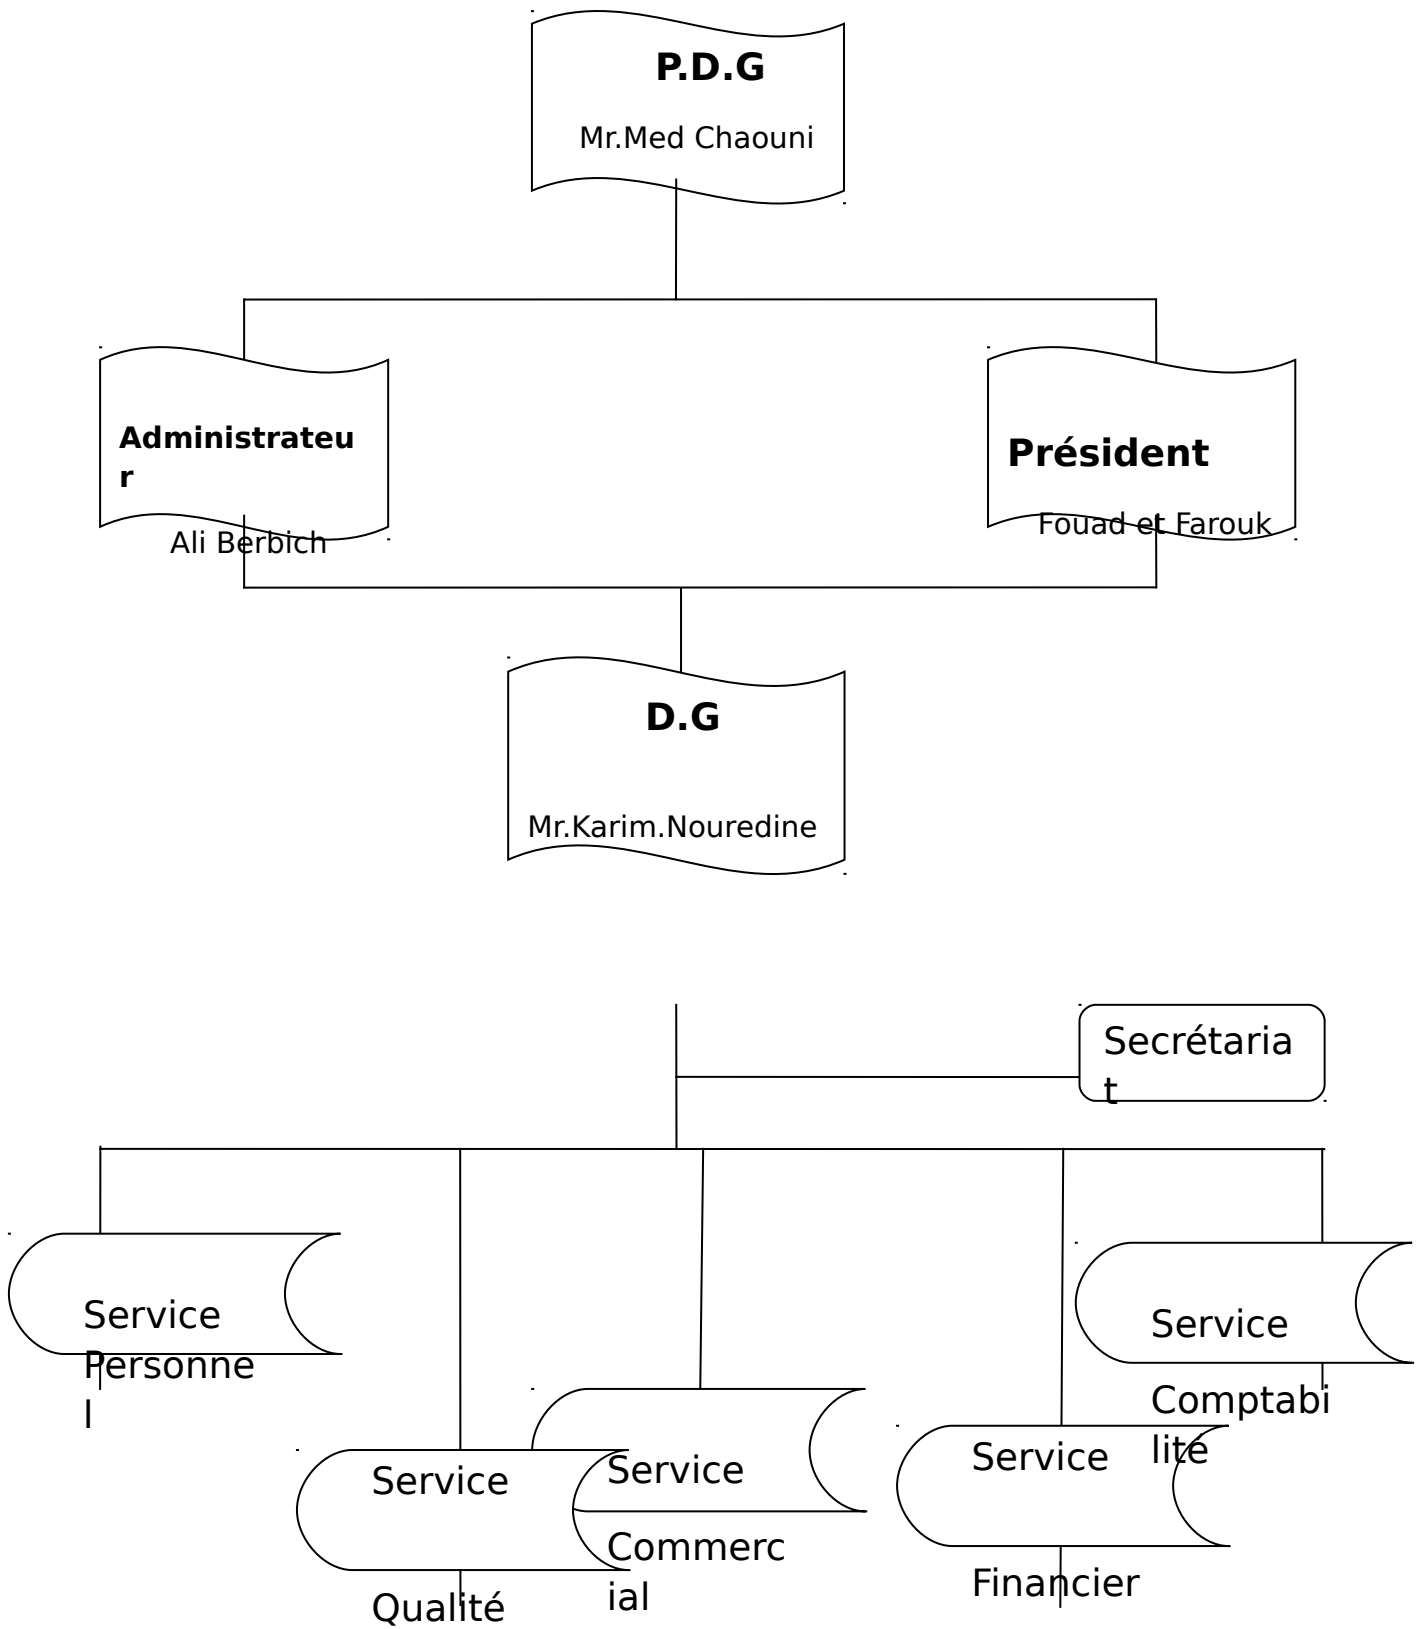 P.D.G
Mr.Med Chaouni
Administrateu
r
Ali Berbich
Président
Fouad et Farouk
D.G
Mr.Karim.Nouredine
Secrétaria
t
Service
Personne
l
Service
Qualité
Service
Commerc
ial
Service
Financier
Service
Comptabi
lité